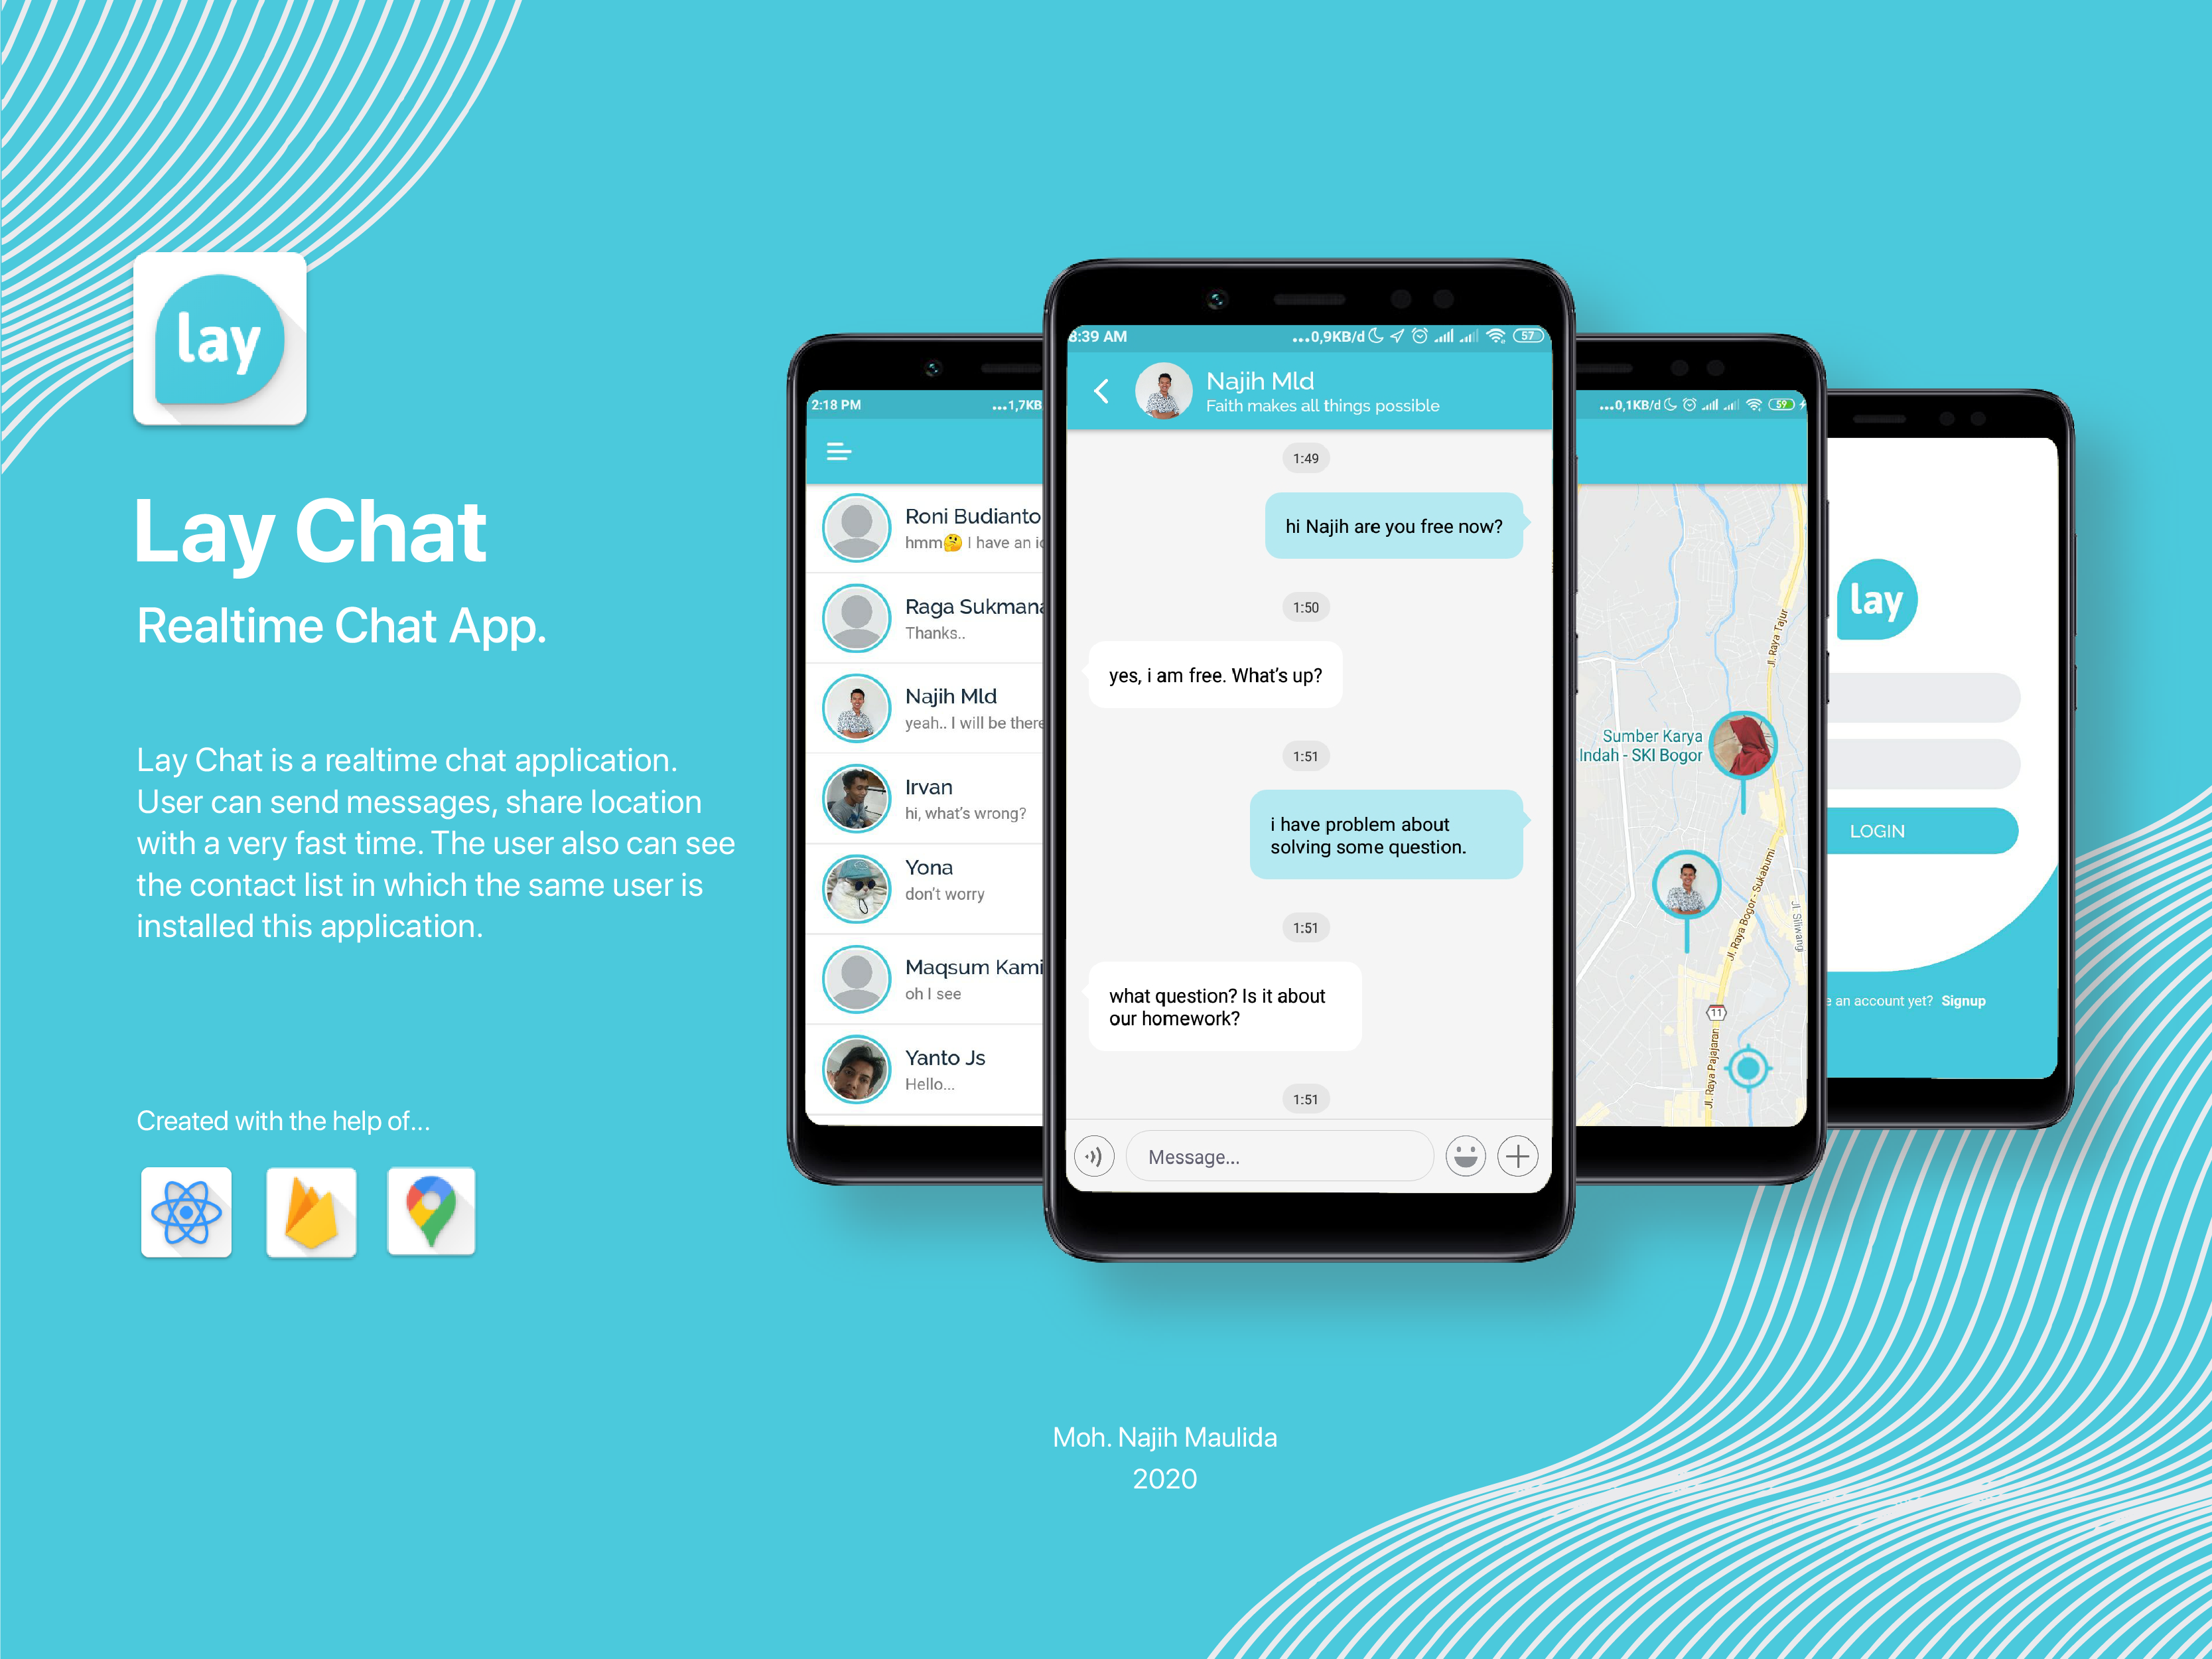 lay
Lay Chat
Realtime Chat App.
Lay Chat is a realtime chat application.
User can send messages, share location
with a very fast time. The user also can see
the contact list in which the same user is
installed this application.
Created with the help of...
2:18 PM
...1,7KB
Roni Budianto
hmm🤔 I have an
Raga Sukmana
Thanks..
Najih Mld
yeah.. I will be there
Irvan
hi, what's wrong?
Yona
don't worry
Maqsum Kami
oh I see
Yanto Js
Hello...
8:39 AM
...0,9KB/d
57
Najih Mld
Faith makes all things possible
1:49
hi Najih are you free now?
1:50
yes, i am free. What's up?
1:51
i have problem about
solving some question.
1:51
what question? Is it about
our homework?
1:51
Message...
...0,1KB/d
59
Jl. Raya Tajur
Sumber Karya
Indah - SKI Bogor
Jl. Raya Bogor - Sukabumi
Jl. Siliwangi
11
Jl. Raya Pajajaran
lay
LOGIN
an account yet? Signup
Moh. Najih Maulida
2020